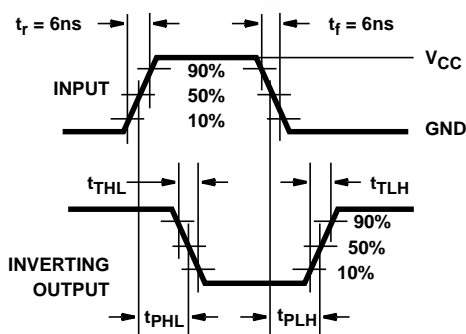 tr = 6ns
tf = 6ns
VCC
90%
INPUT
50%
10%
GND
tTHL
tTLH
90%
50%
INVERTING
OUTPUT
10%
tPHL
tPLH